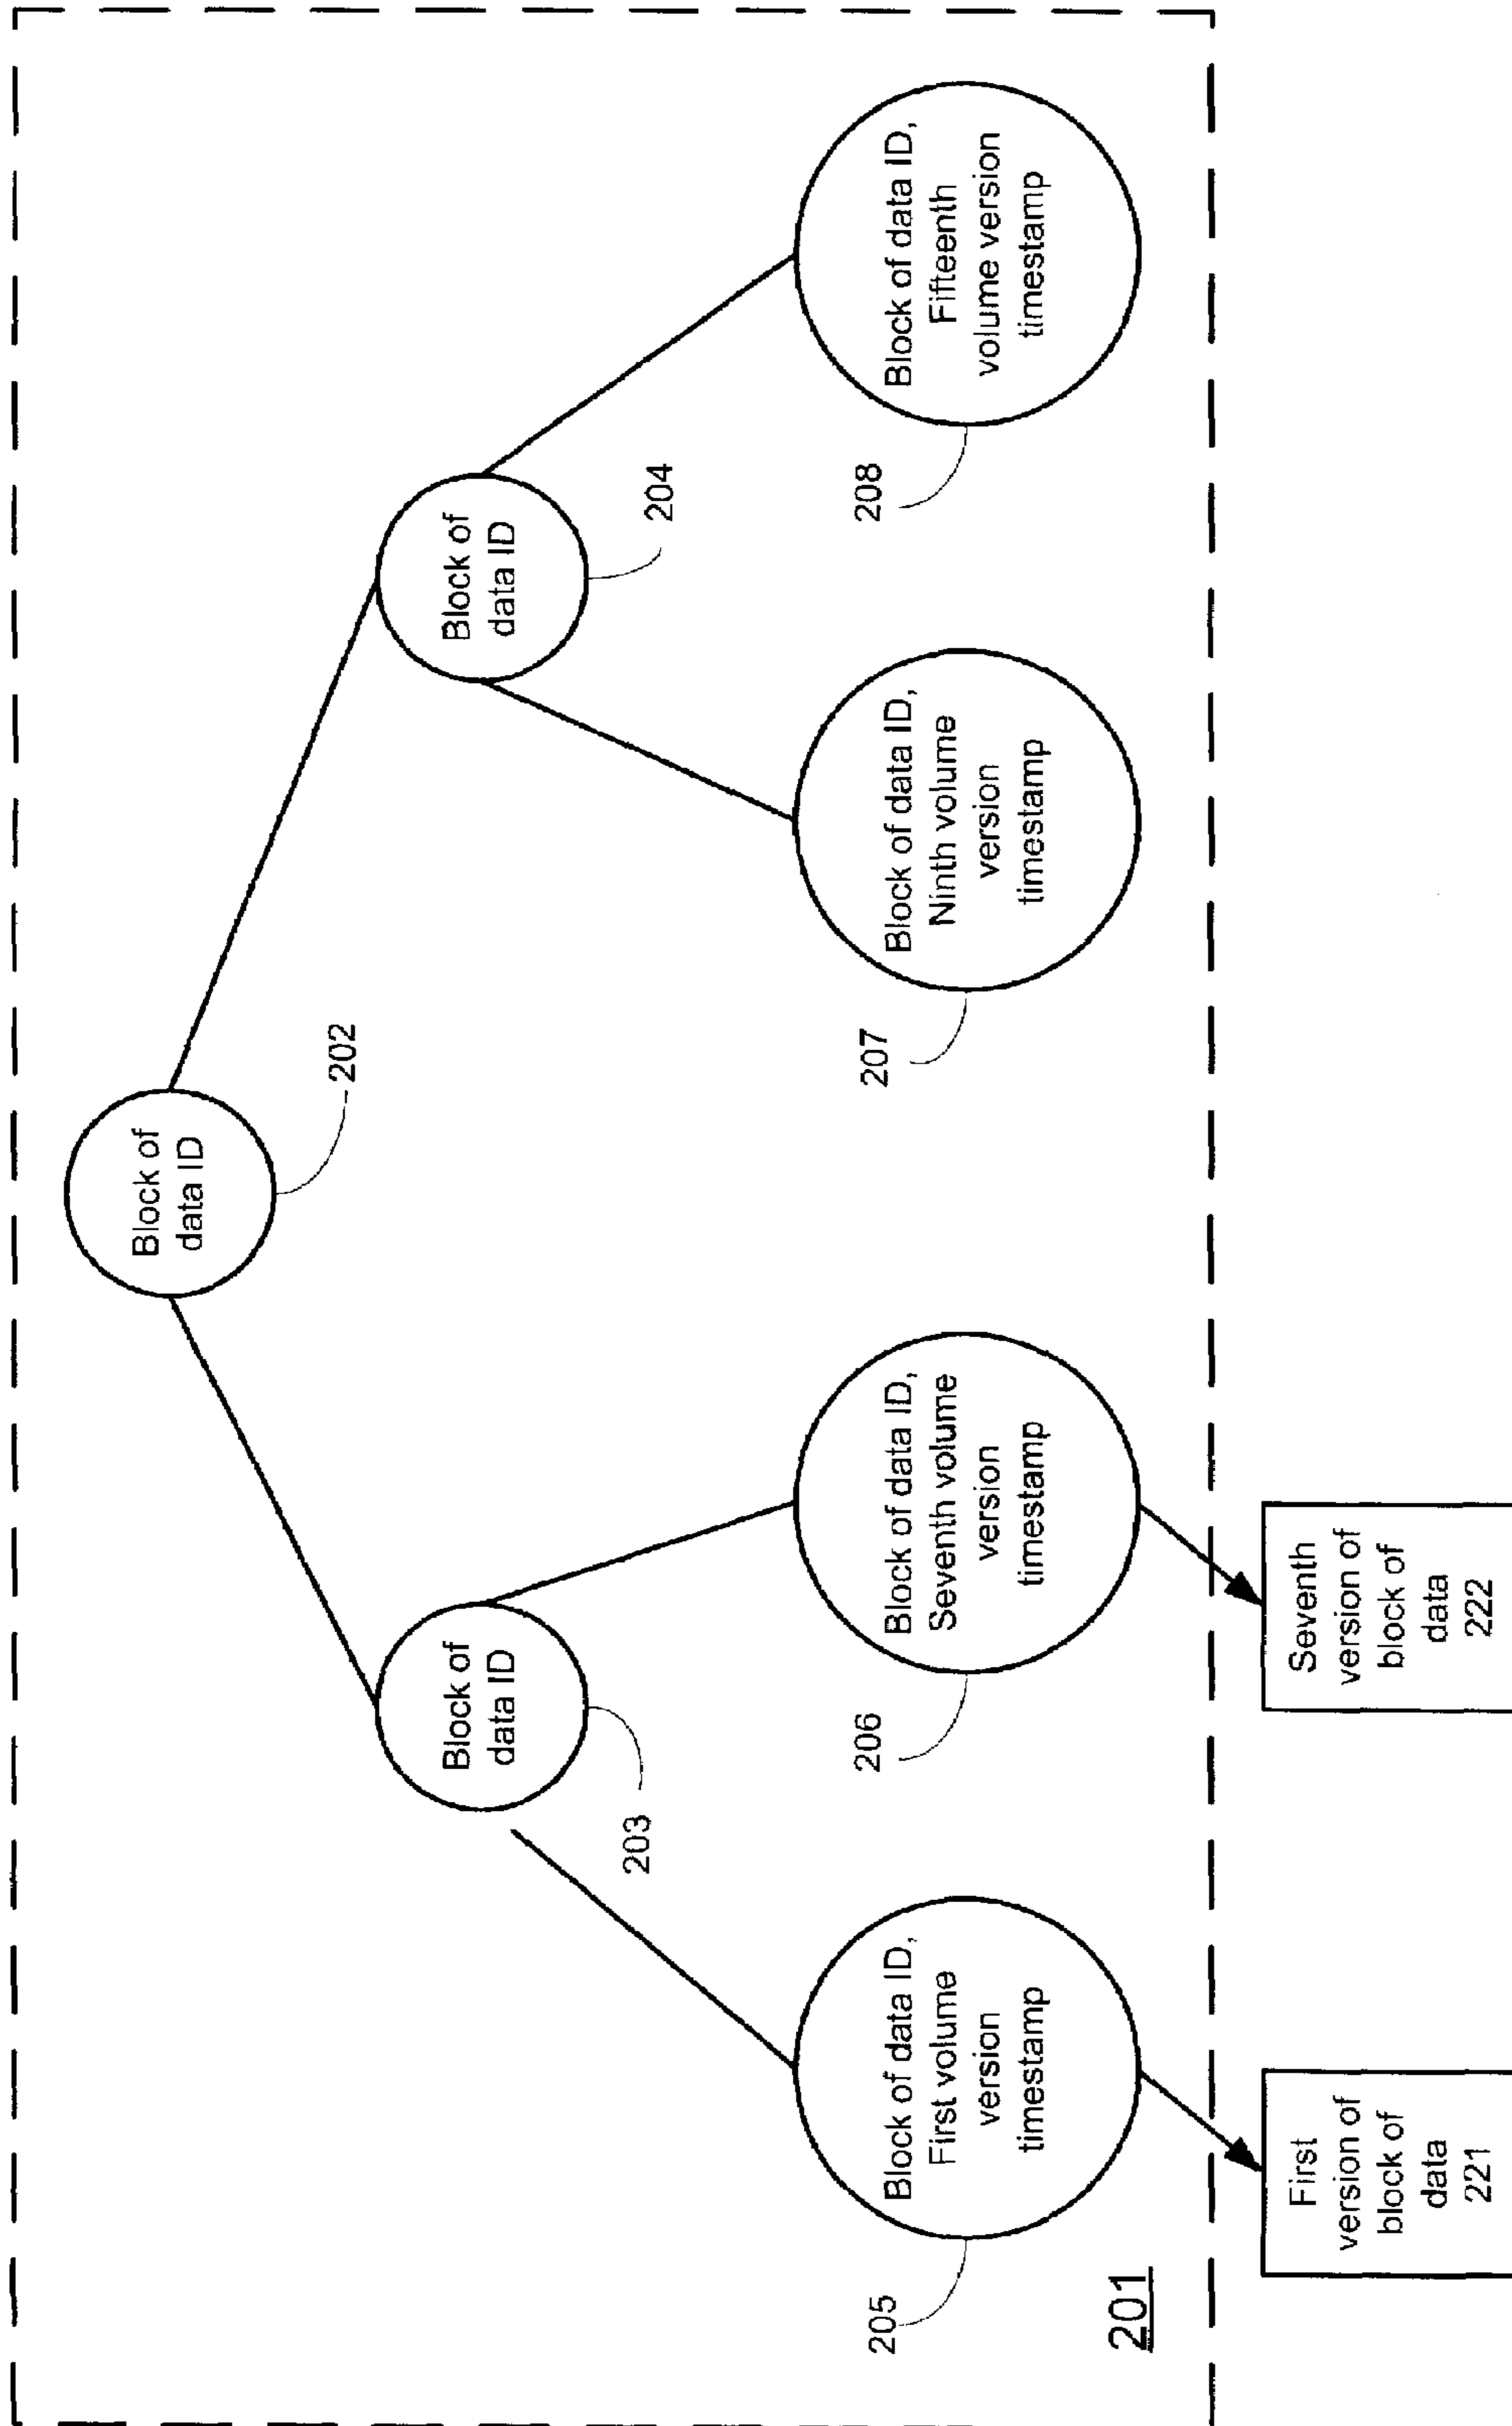 Block of
data ID
202
Block of
data ID
203
Block of
data ID
204
Block of data ID,
First volume
version
timestamp
205
Block of data ID,
Seventh volume
version
timestamp
206
Block of data ID,
Ninth volume
version
timestamp
207
Block of data ID,
Fifteenth
volume version
timestamp
208
201
First
version of
block of
data
221
Seventh
version of
block of
data
222